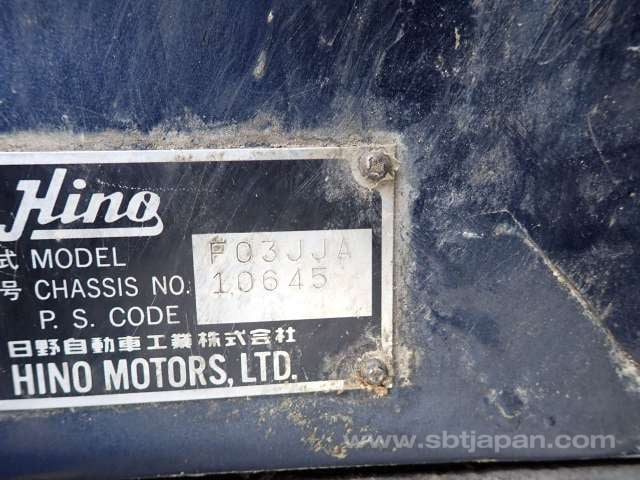 Hino
式 MODEL F03JJA
号 CHASSIS NO. 10645
P. S. CODE
日野自動車工業株式会社
HINO MOTORS, LTD.
www.sbtjapan.com